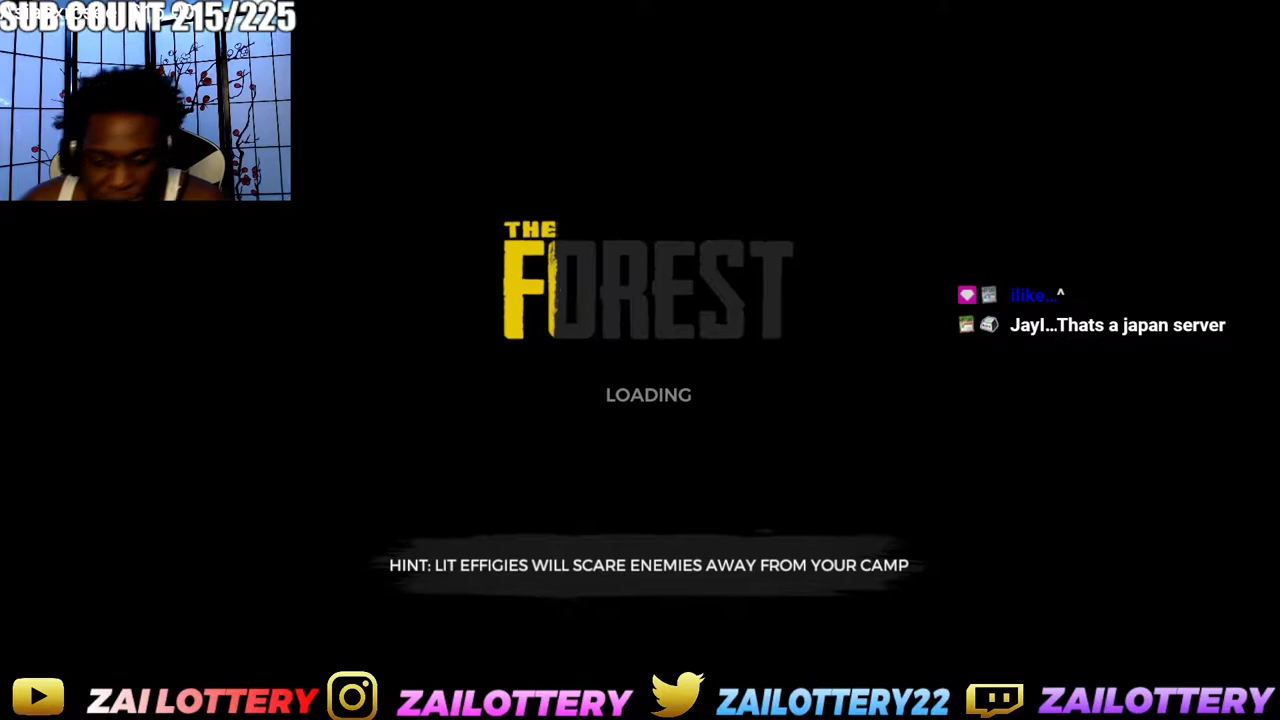 SUB COUNT 215/225
THE
FOREST
ilike...^
JayI...Thats a japan server
LOADING
HINT: LIT EFFIGIES WILL SCARE ENEMIES AWAY FROM YOUR CAMP
ZAI LOTTERY
ZAILOTTERY
ZAILOTTERY22
ZAILOTTERY